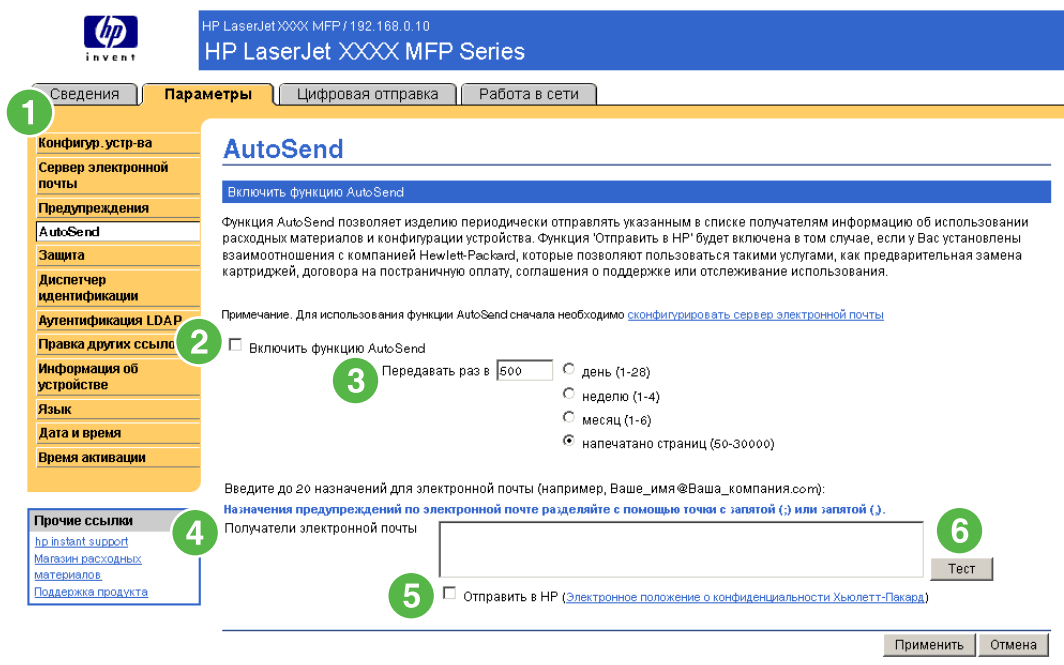 hp
invent
HP LaserJet XXXX MFP / 192.168.0.10
HP LaserJet XXXX MFP Series
Сведения
Параметры
Цифровая отправка
Работа в сети
1
Конфигур. устр-ва
Сервер электронной
почты
Предупреждения
AutoSend
Защита
Диспетчер
идентификации
Аутентификация LDAP
Правка других ссыло
Информация об
устройстве
Язык
Дата и время
Время активации
Прочие ссылки
hp instant support
Магазин расходных
материалов
Поддержка продукта
AutoSend
Включить функцию AutoSend
Функция AutoSend позволяет изделию периодически отправлять указанным в списке получателям информацию об использовании
расходных материалов и конфигурации устройства. Функция 'Отправить в HP' будет включена в том случае, если у Вас установлены
взаимоотношения с компанией Hewlett-Packard, которые позволяют пользоваться такими услугами, как предварительная замена
картриджей, договора на постраничную оплату, соглашения о поддержке или отслеживание использования.
Примечание. Для использования функции AutoSend сначала необходимо сконфигурировать сервер электронной почты
2
Включить функцию AutoSend
3
Передавать раз в 500
день (1-28)
неделю (1-4)
месяц (1-6)
напечатано страниц (50-30000)
Введите до 20 назначений для электронной почты (например, Ваше_имя@Ваша_компания.com):
Назначения предупреждений по электронной почте разделяйте с помощью точки с запятой (;) или запятой (,).
4
Получатели электронной почты
6
Тест
5
Отправить в HP (Электронное положение о конфиденциальности Хьюлетт-Пакард)
Применить
Отмена